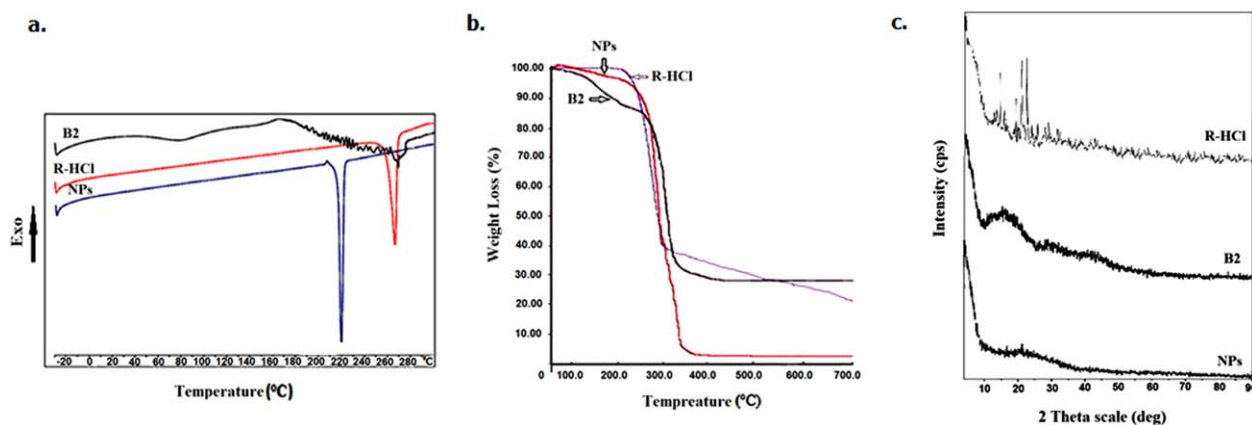 a.
B2
R-HCl
NPs
Exo
-20 0 20 40 60 80 100 120 140 160 180 200 220 240 260 280 °C
Temperature (°C)
b.
NPs
R-HCl
B2
100.00
90.00
80.00
70.00
60.00
50.00
40.00
30.00
20.00
10.00
Weight Loss (%)
100.0 200.0 300.0 400.0 500.0 600.0 700.0
Tempreature (°C)
c.
R-HCl
B2
NPs
Intensity (cps)
10 20 30 40 50 60 70 80 90
2 Theta scale (deg)